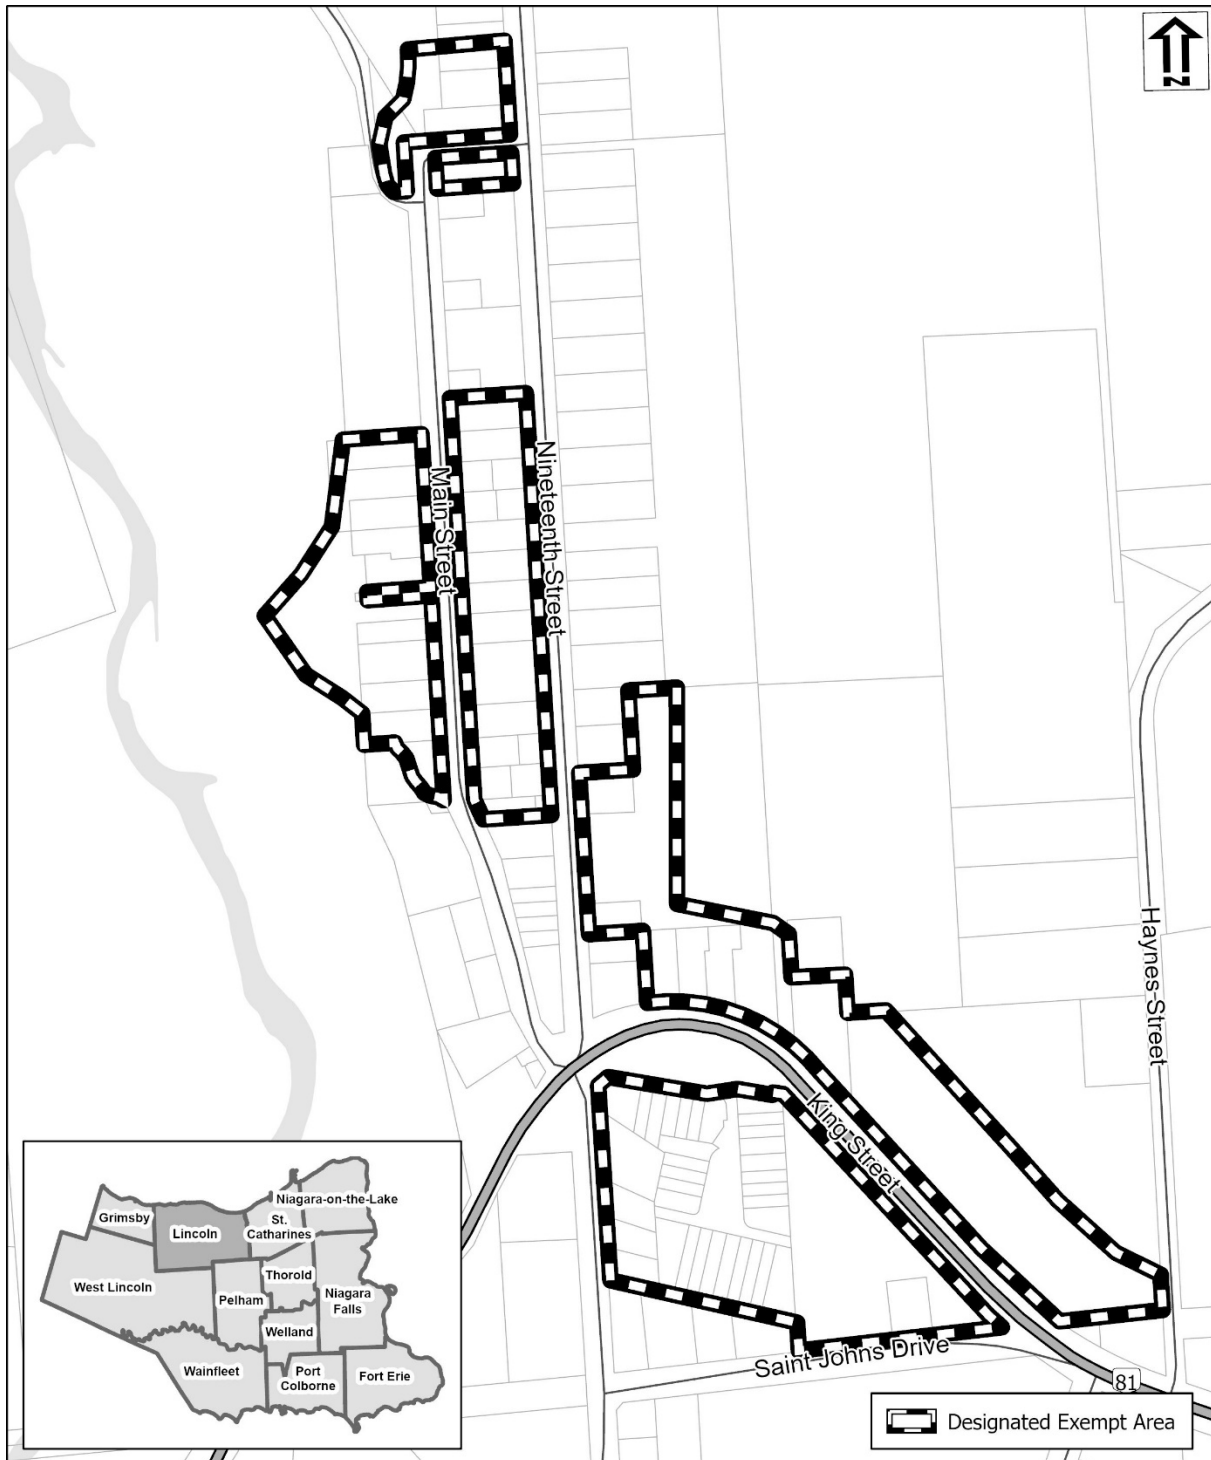 N
Nineteenth Street
Main Street
Haynes Street
King Street
Saint Johns Drive
81
Niagara-on-the-Lake
Grimsby
St.
Catharines
Lincoln
Thorold
West Lincoln
Pelham
Niagara
Falls
Welland
Wainfleet
Port
Colborne
Fort Erie
Designated Exempt Area